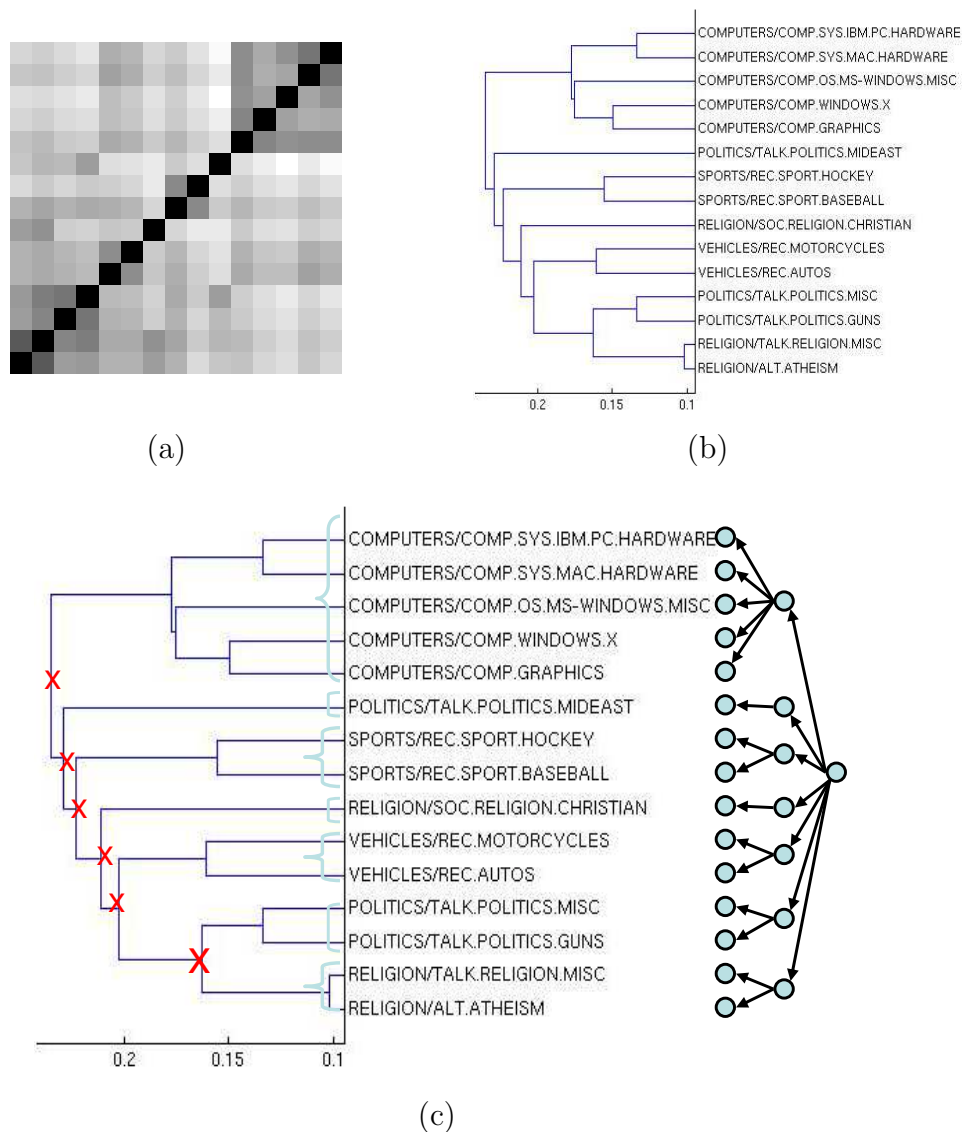 COMPUTERS/COMP.SYS.IBM.PC.HARDWARE
COMPUTERS/COMP.SYS.MAC.HARDWARE
COMPUTERS/COMP.OS.MS-WINDOWS.MISC
COMPUTERS/COMP.WINDOWS.X
COMPUTERS/COMP.GRAPHICS
POLITICS/TALK.POLITICS.MIDEAST
SPORTS/REC.SPORT.HOCKEY
SPORTS/REC.SPORT.BASEBALL
RELIGION/SOC.RELIGION.CHRISTIAN
VEHICLES/REC.MOTORCYCLES
VEHICLES/REC.AUTOS
POLITICS/TALK.POLITICS.MISC
POLITICS/TALK.POLITICS.GUNS
RELIGION/TALK.RELIGION.MISC
RELIGION/ALT.ATHEISM
0.2 0.15 0.1
(a) (b)
COMPUTERS/COMP.SYS.IBM.PC.HARDWARE
COMPUTERS/COMP.SYS.MAC.HARDWARE
COMPUTERS/COMP.OS.MS-WINDOWS.MISC
COMPUTERS/COMP.WINDOWS.X
COMPUTERS/COMP.GRAPHICS
POLITICS/TALK.POLITICS.MIDEAST
SPORTS/REC.SPORT.HOCKEY
SPORTS/REC.SPORT.BASEBALL
RELIGION/SOC.RELIGION.CHRISTIAN
VEHICLES/REC.MOTORCYCLES
VEHICLES/REC.AUTOS
POLITICS/TALK.POLITICS.MISC
POLITICS/TALK.POLITICS.GUNS
RELIGION/TALK.RELIGION.MISC
RELIGION/ALT.ATHEISM
0.2 0.15 0.1
(c)